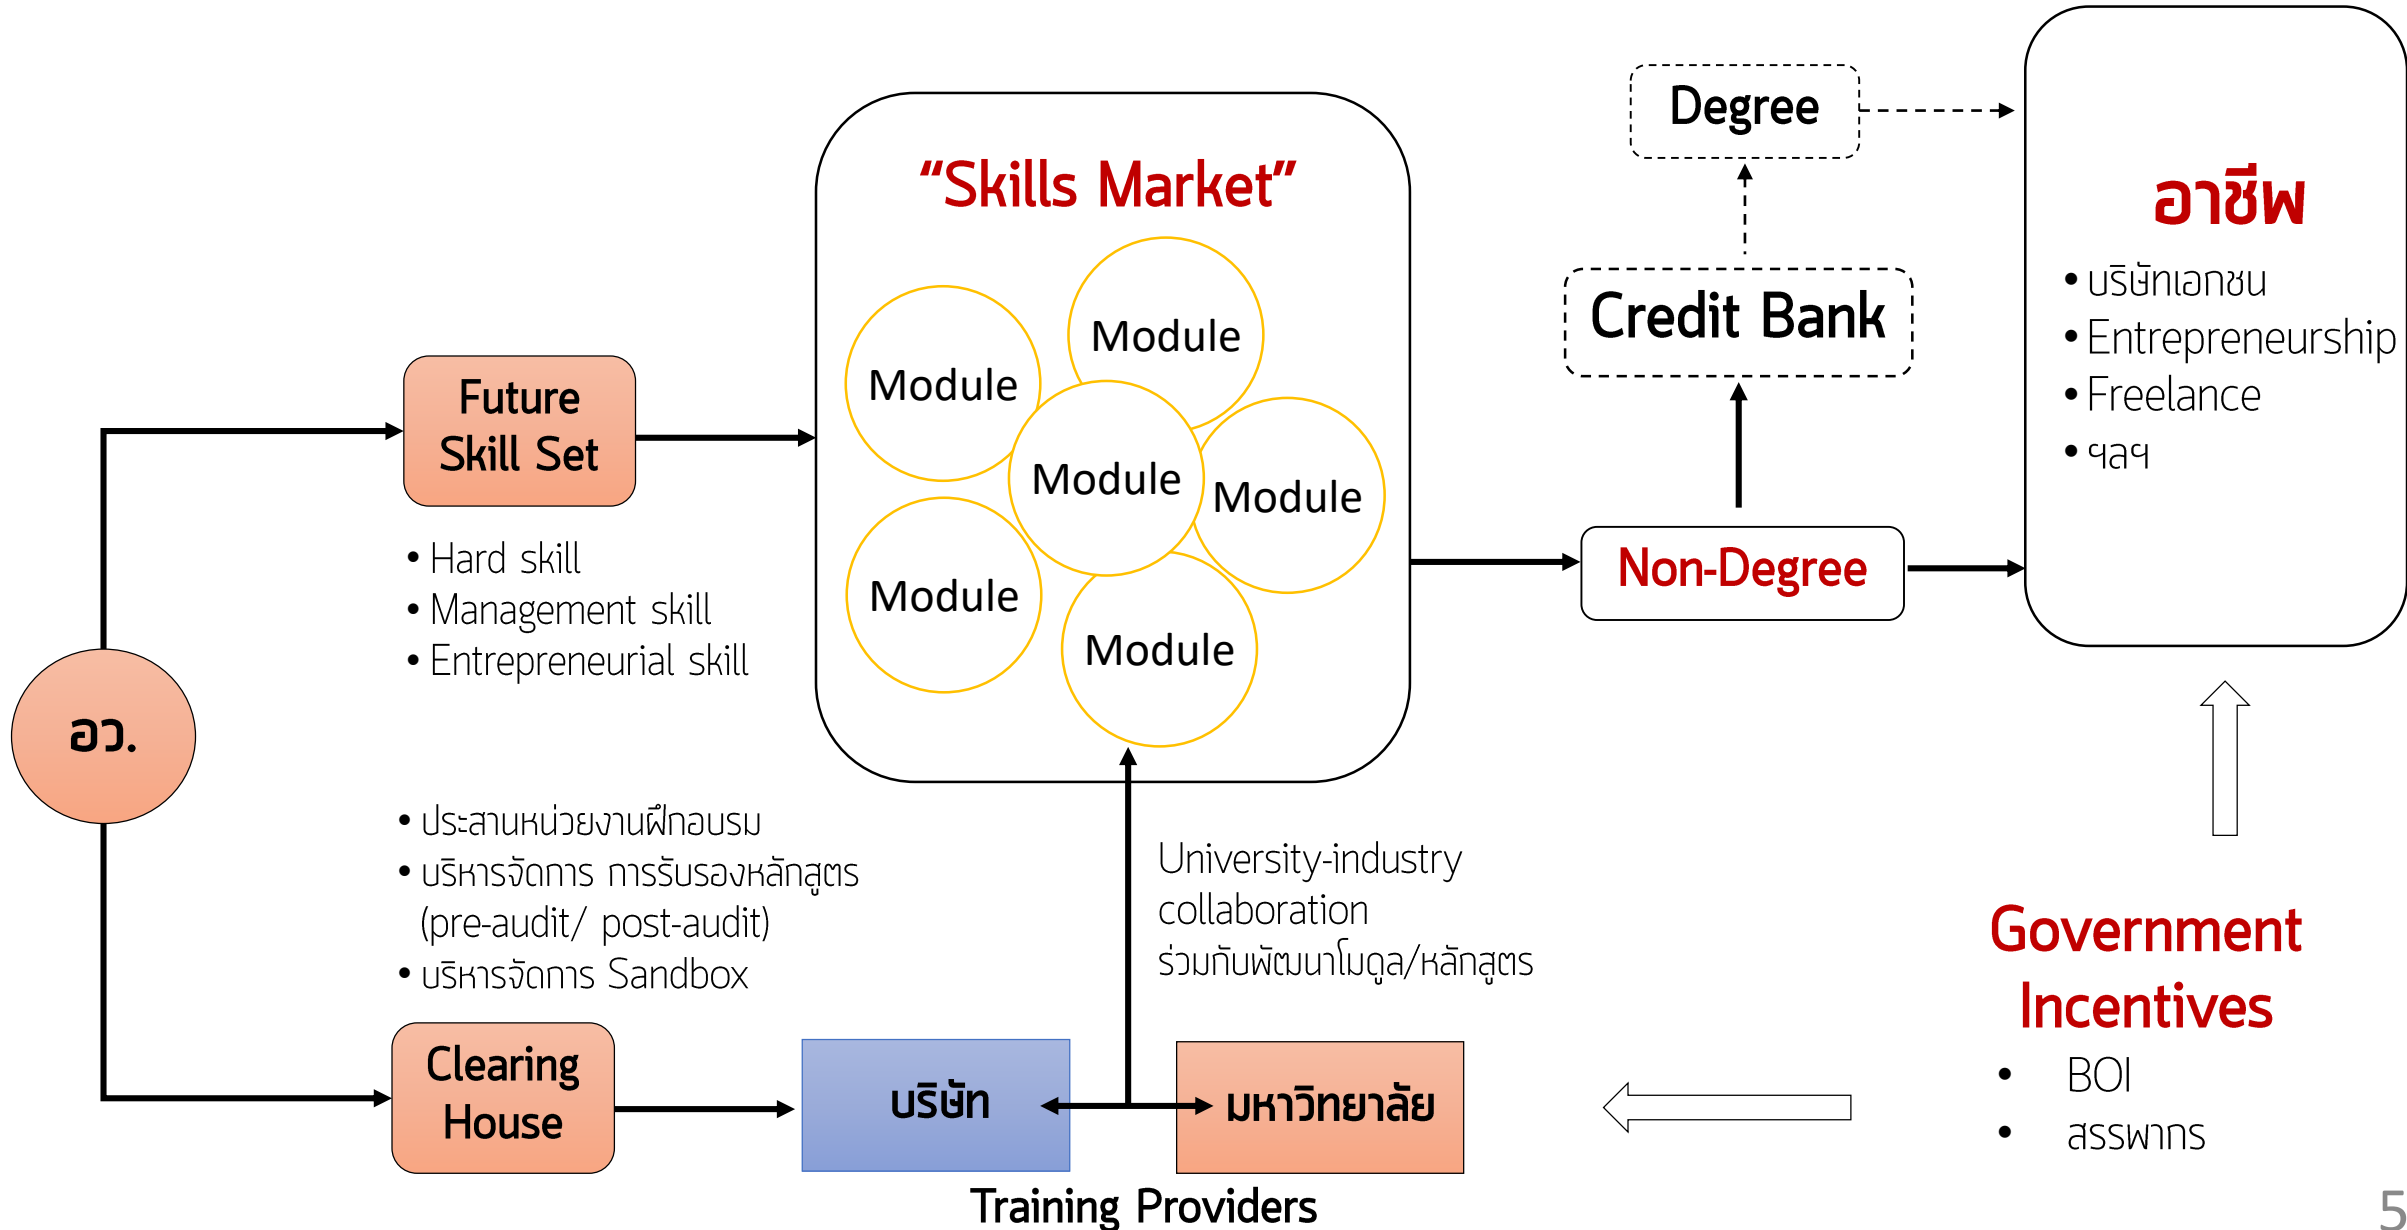 Degree
"Skills Market"
อาชีพ
• บริษัทเอกชน
• Entrepreneurship
• Freelance
• ฯลฯ
Credit Bank
Module
Module
Module
Module
Module
Module
Future
Skill Set
• Hard skill
• Management skill
• Entrepreneurial skill
Non-Degree
อว.
• ประสานหน่วยงานฝึกอบรม
• บริหารจัดการ การรับรองหลักสูตร
(pre-audit/ post-audit)
• บริหารจัดการ Sandbox
University-industry
collaboration
ร่วมกับพัฒนาโมดูล/หลักสูตร
Government
Incentives
• BOI
• สรรพากร
Clearing
House
บริษัท
มหาวิทยาลัย
Training Providers
5